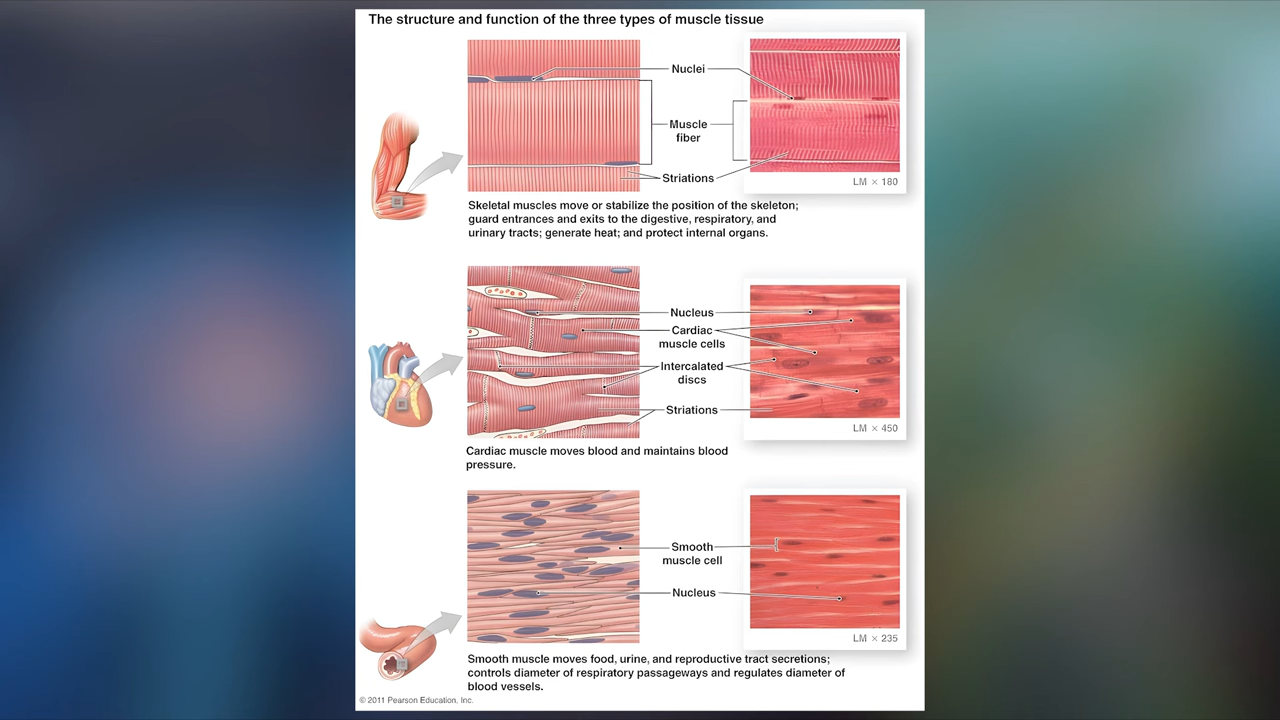 The structure and function of the three types of muscle tissue
Nuclei
Muscle
fiber
Striations
LM × 180
Skeletal muscles move or stabilize the position of the skeleton;
guard entrances and exits to the digestive, respiratory, and
urinary tracts; generate heat; and protect internal organs.
Nucleus
Cardiac
muscle cells
Intercalated
discs
Striations
LM × 450
Cardiac muscle moves blood and maintains blood
pressure.
Smooth
muscle cell
Nucleus
LM × 235
Smooth muscle moves food, urine, and reproductive tract secretions;
controls diameter of respiratory passageways and regulates diameter of
blood vessels.
© 2011 Pearson Education, Inc.